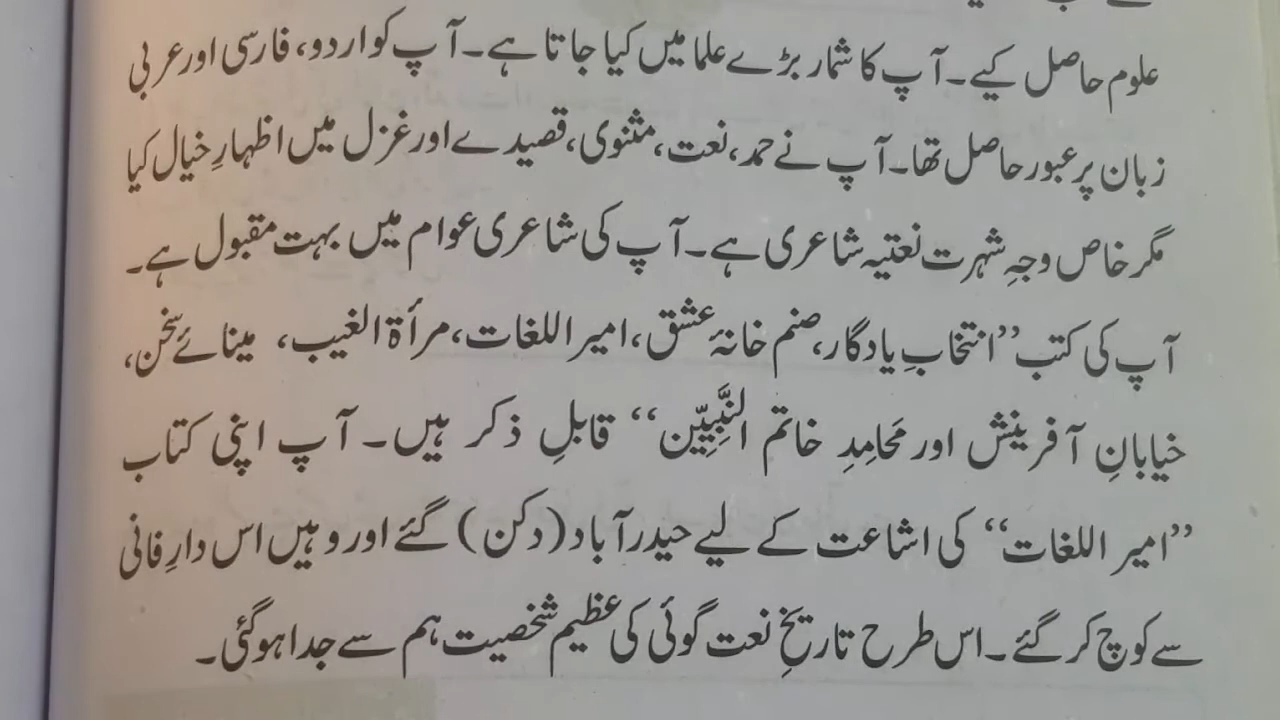 علوم حاصل کیے۔ آپ کا شمار بڑے علما میں کیا جاتا ہے۔ آپ کو اردو، فارسی اور عربی
زبان پر عبور حاصل تھا۔ آپ نے حمد، نعت، مثنوی، قصیدے اور غزل میں اظہارِ خیال کیا
مگر خاص وجہِ شہرت نعتیہ شاعری ہے۔ آپ کی شاعری عوام میں بہت مقبول ہے۔
آپ کی کتب ”انتخابِ یادگار، صنم خانۂ عشق، امیر اللغات، مرأۃ الغیب، مینائے سخن،
خیابانِ آفرینش اور مَحامِدِ خاتم النَّبِیّٖن“ قابلِ ذکر ہیں۔ آپ اپنی کتاب
”امیر اللغات“ کی اشاعت کے لیے حیدر آباد (دکن) گئے اور وہیں اس دارِ فانی
سے کوچ کر گئے۔ اس طرح تاریخِ نعت گوئی کی عظیم شخصیت ہم سے جدا ہو گئی۔